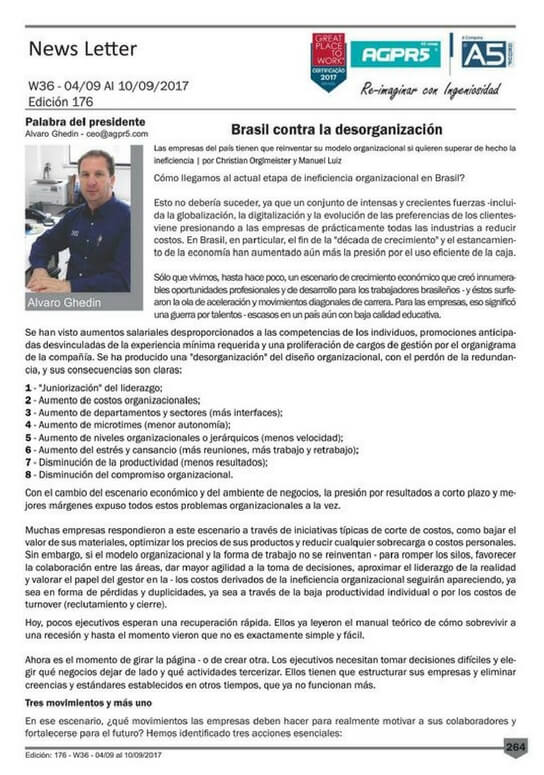 News Letter
W36 - 04/09 Al 10/09/2017
Edición 176
GREAT
PLACE
TO
WORK®
CERTIFICAÇÃO
2017
AGPR5
A5
Re-imaginar con Ingeniosidad
Palabra del presidente
Alvaro Ghedin - ceo@agpr5.com
Alvaro Ghedin
Brasil contra la desorganización
Las empresas del país tienen que reinventar su modelo organizacional si quieren superar de hecho la
ineficiencia | por Christian Orglmeister y Manuel Luiz
Cómo llegamos al actual etapa de ineficiencia organizacional en Brasil?
Esto no debería suceder, ya que un conjunto de intensas y crecientes fuerzas -inclui-
da la globalización, la digitalización y la evolución de las preferencias de los clientes-
viene presionando a las empresas de prácticamente todas las industrias a reducir
costos. En Brasil, en particular, el fin de la "década de crecimiento" y el estancamien-
to de la economía han aumentado aún más la presión por el uso eficiente de la caja.
Sólo que vivimos, hasta hace poco, un escenario de crecimiento económico que creó innumera-
bles oportunidades profesionales y de desarrollo para los trabajadores brasileños - y éstos surfe-
aron la ola de aceleración y movimientos diagonales de carrera. Para las empresas, eso significó
una guerra por talentos - escasos en un país aún con baja calidad educativa.
Se han visto aumentos salariales desproporcionados a las competencias de los individuos, promociones anticipa-
das desvinculadas de la experiencia mínima requerida y una proliferación de cargos de gestión por el organigrama
de la compañía. Se ha producido una "desorganización" del diseño organizacional, con el perdón de la redundan-
cia, y sus consecuencias son claras:
1 - "Juniorización" del liderazgo;
2 - Aumento de costos organizacionales;
3 - Aumento de departamentos y sectores (más interfaces);
4 - Aumento de microtimes (menor autonomía);
5 - Aumento de niveles organizacionales o jerárquicos (menos velocidad);
6 - Aumento del estrés y cansancio (más reuniones, más trabajo y retrabajo);
7 - Disminución de la productividad (menos resultados);
8 - Disminución del compromiso organizacional.
Con el cambio del escenario económico y del ambiente de negocios, la presión por resultados a corto plazo y me-
jores márgenes expuso todos estos problemas organizacionales a la vez.
Muchas empresas respondieron a este escenario a través de iniciativas típicas de corte de costos, como bajar el
valor de sus materiales, optimizar los precios de sus productos y reducir cualquier sobrecarga o costos personales.
Sin embargo, si el modelo organizacional y la forma de trabajo no se reinventan - para romper los silos, favorecer
la colaboración entre las áreas, dar mayor agilidad a la toma de decisiones, aproximar el liderazgo de la realidad
y valorar el papel del gestor en la - los costos derivados de la ineficiencia organizacional seguirán apareciendo, ya
sea en forma de pérdidas y duplicidades, ya sea a través de la baja productividad individual o por los costos de
turnover (reclutamiento y cierre).
Hoy, pocos ejecutivos esperan una recuperación rápida. Ellos ya leyeron el manual teórico de cómo sobrevivir a
una recesión y hasta el momento vieron que no es exactamente simple y fácil.
Ahora es el momento de girar la página - o de crear otra. Los ejecutivos necesitan tomar decisiones difíciles y ele-
gir qué negocios dejar de lado y qué actividades tercerizar. Ellos tienen que estructurar sus empresas y eliminar
creencias y estándares establecidos en otros tiempos, que ya no funcionan más.
Tres movimientos y más uno
En ese escenario, ¿qué movimientos las empresas deben hacer para realmente motivar a sus colaboradores y
fortalecerse para el futuro? Hemos identificado tres acciones esenciales:
264
Edición: 176 - W36 - 04/09 al 10/09/2017